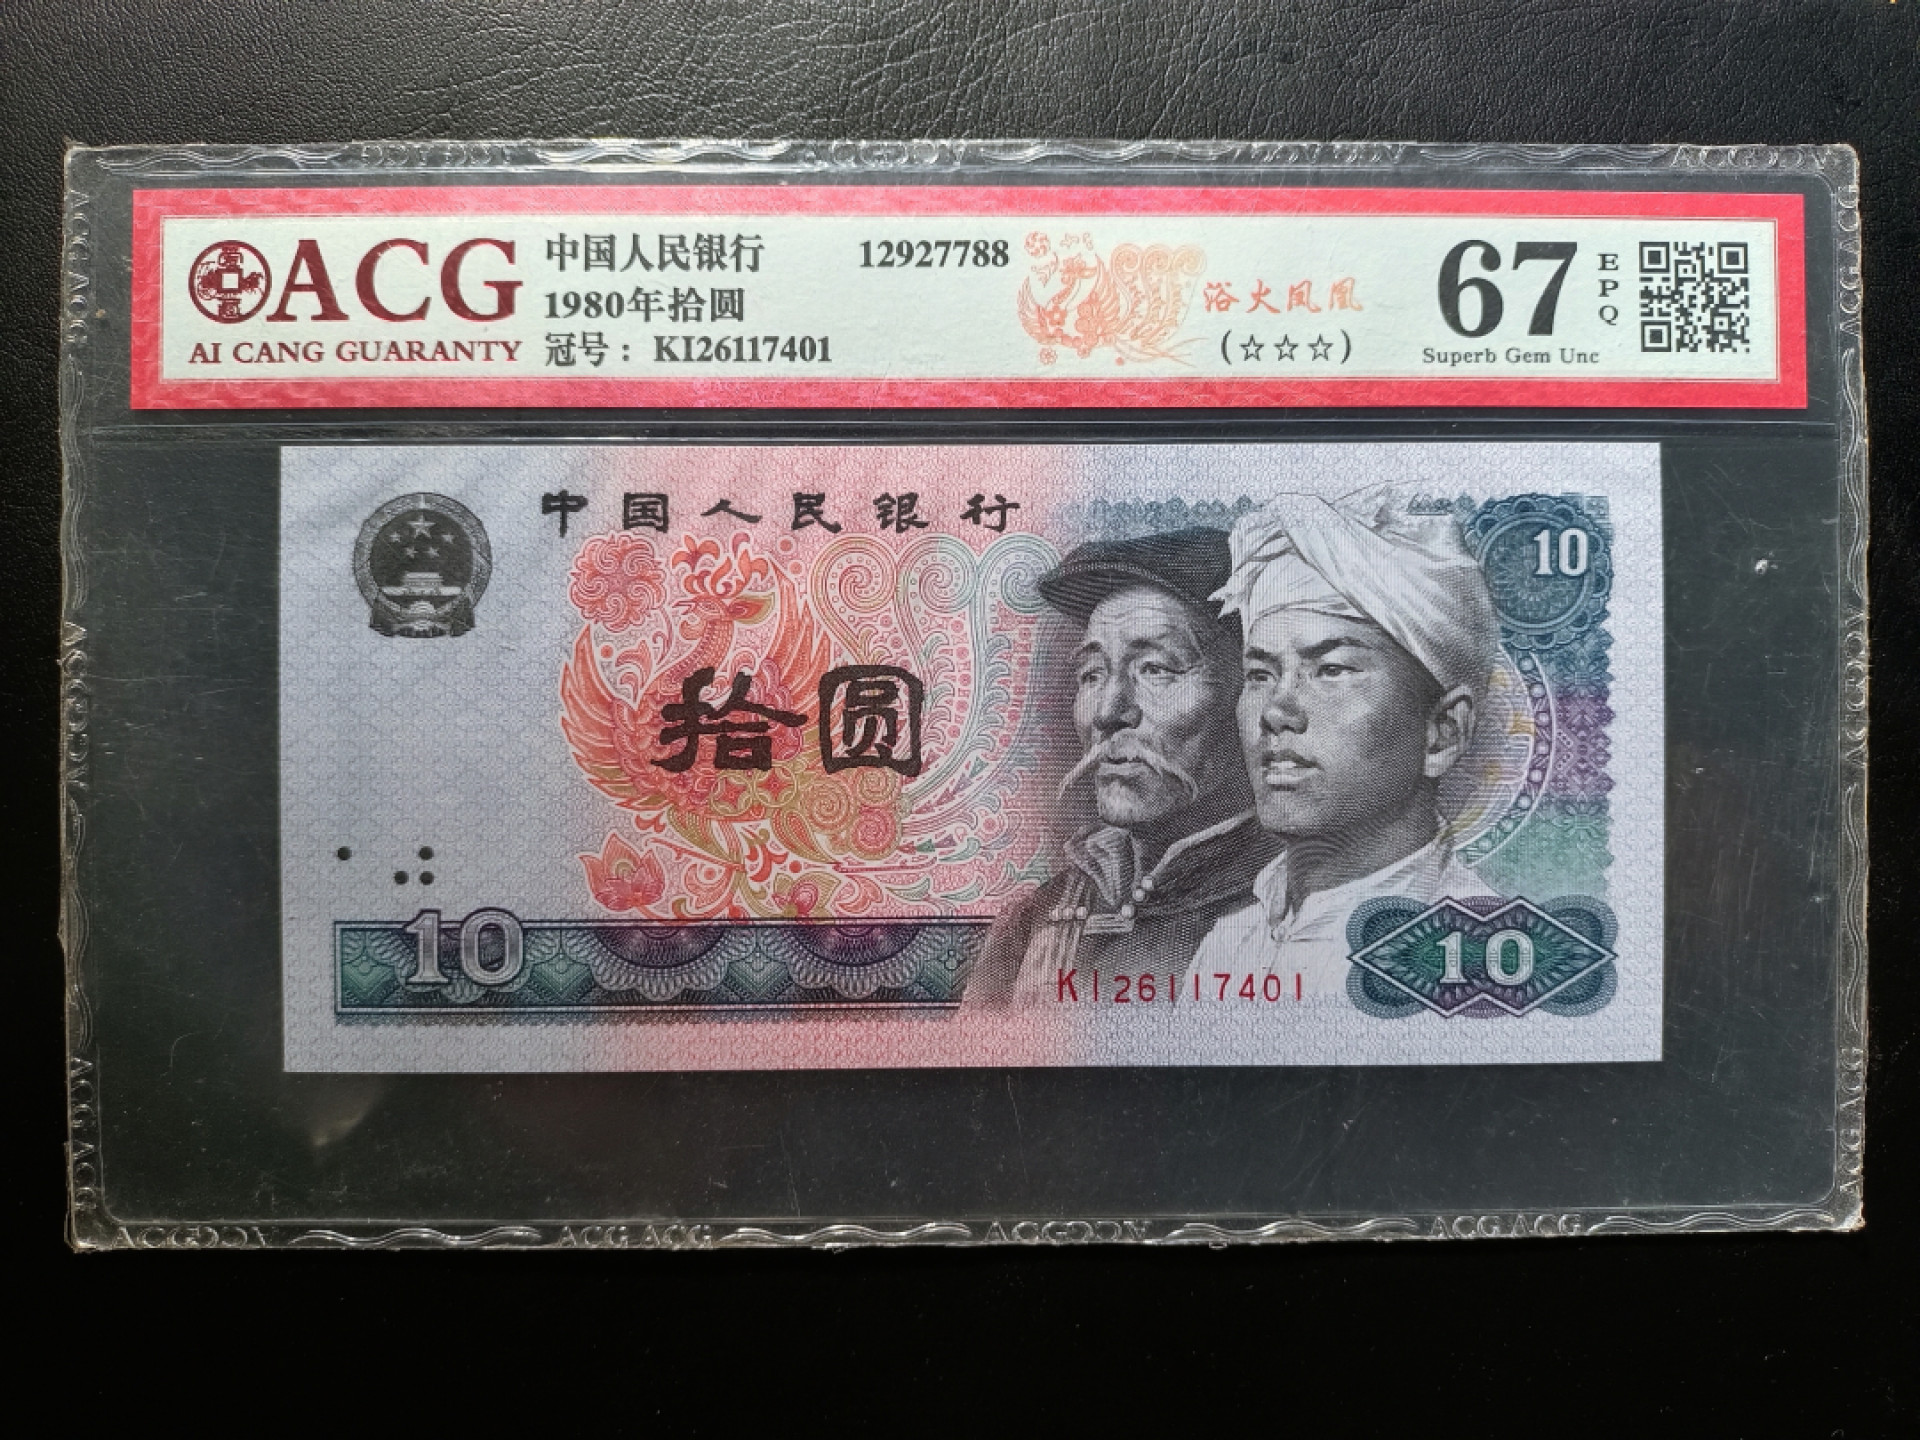 ACG
AI CANG GUARANTY
中国人民银行
1980年拾圆
冠号：KI26117401
12927788
浴火凤凰
(☆☆☆)
67
EPQ
Superb Gem Unc
中国人民银行
10
拾圆
10
KI26117401
10